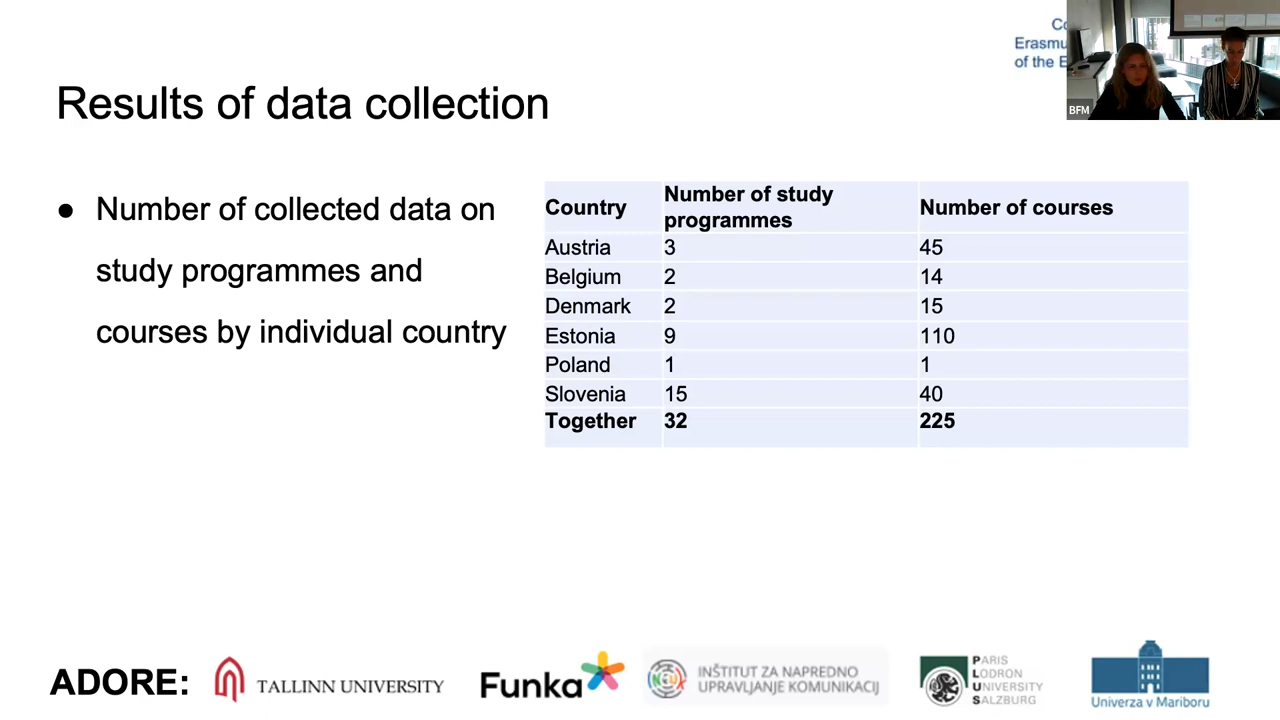 Erasmu
of the E
BFM
Results of data collection
● Number of collected data on
study programmes and
courses by individual country
Country Number of study programmes Number of courses
Austria 3 45
Belgium 2 14
Denmark 2 15
Estonia 9 110
Poland 1 1
Slovenia 15 40
Together 32 225
ADORE:
TALLINN UNIVERSITY
Funka
INŠTITUT ZA NAPREDNO
UPRAVLJANJE KOMUNIKACIJ
PARIS
LODRON
UNIVERSITY
SALZBURG
PLUS
Univerza v Mariboru